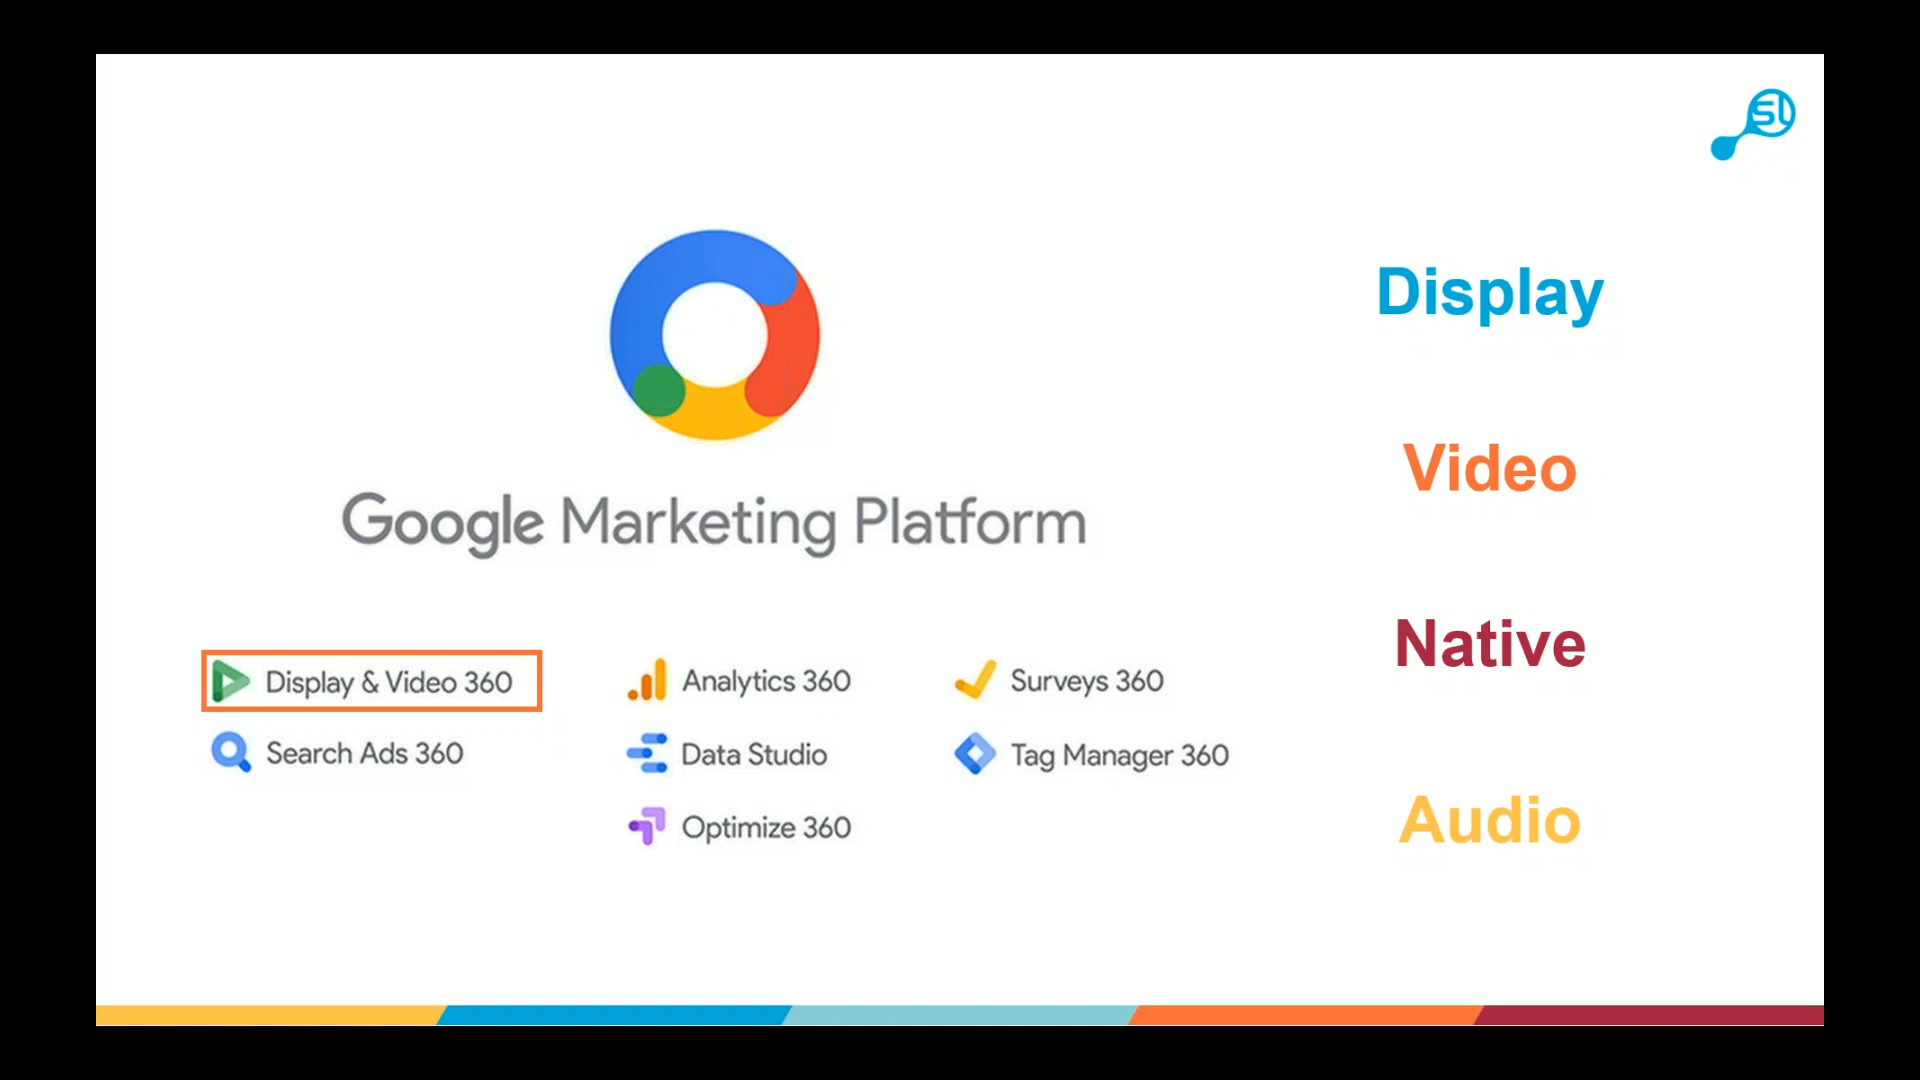 SL
Google Marketing Platform
Display & Video 360
Search Ads 360
Analytics 360
Data Studio
Optimize 360
Surveys 360
Tag Manager 360
Display
Video
Native
Audio